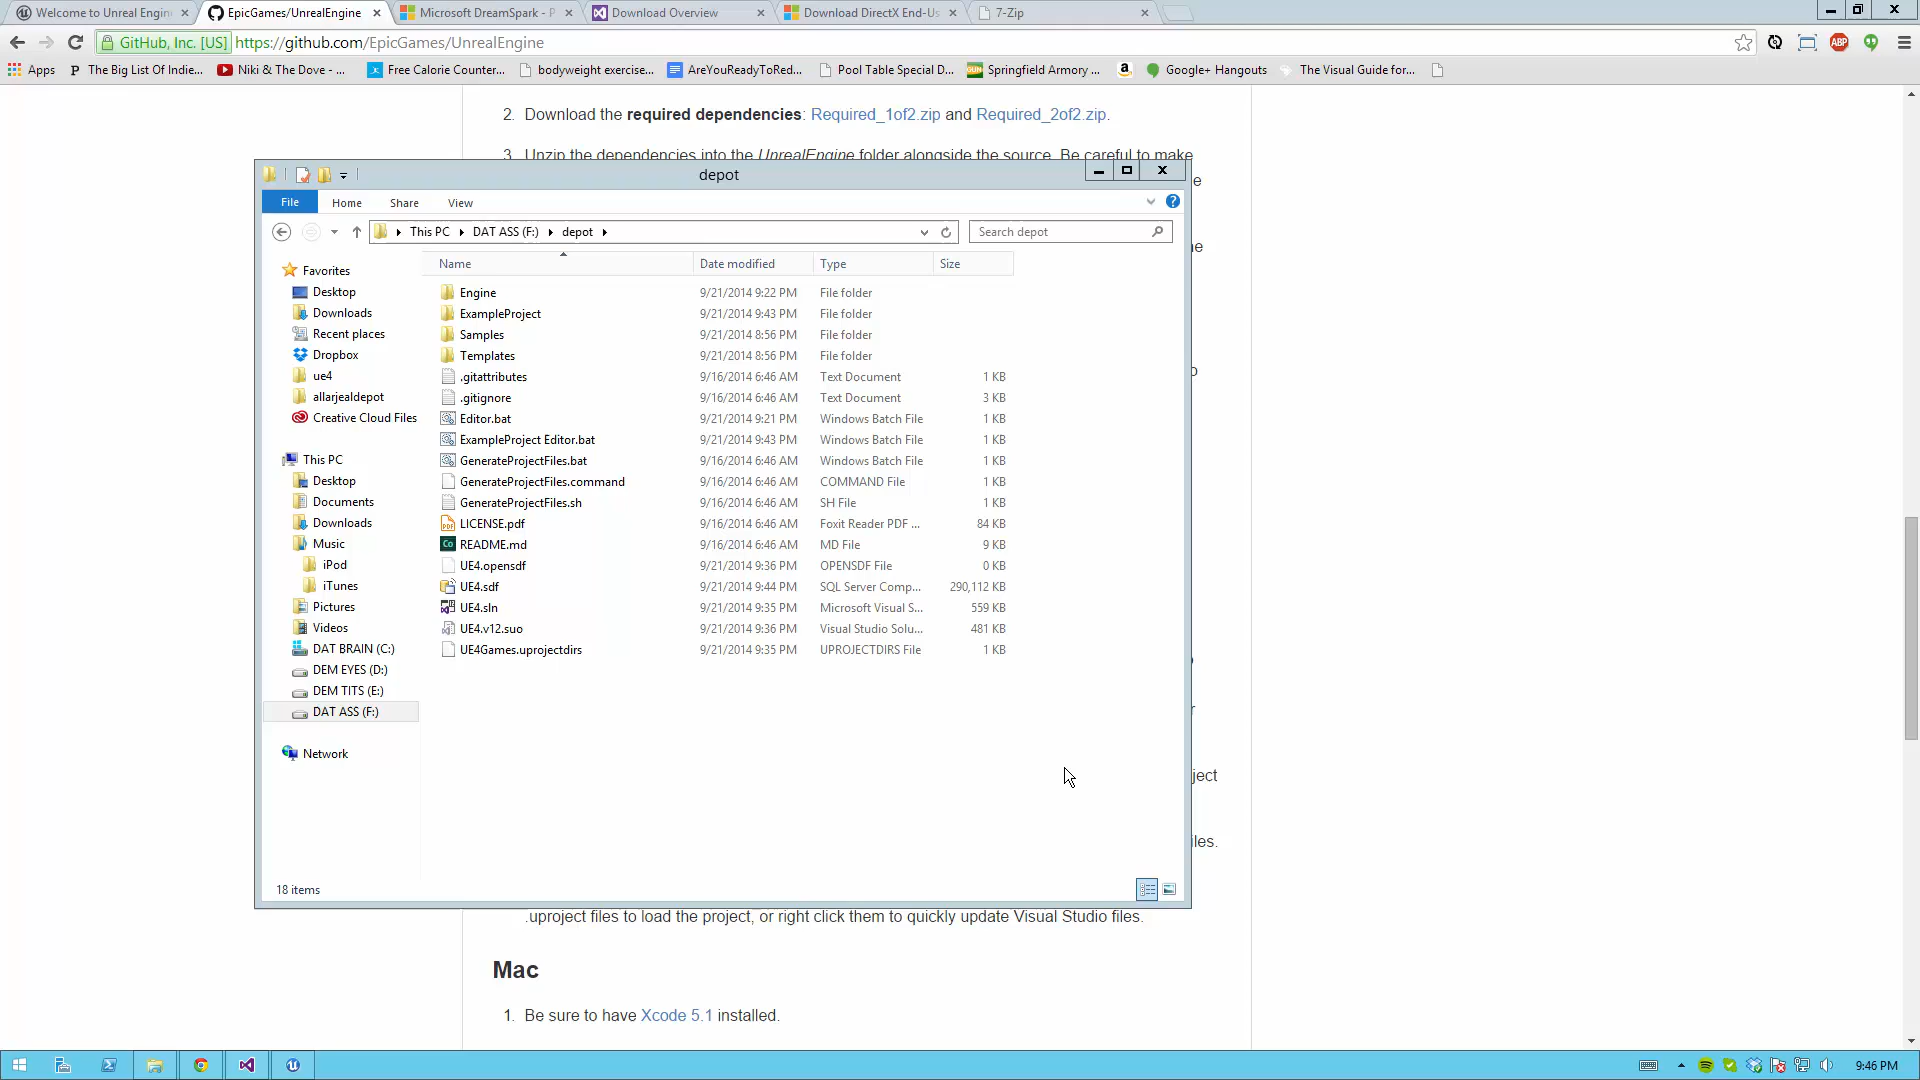 Welcome to Unreal Engin
EpicGames/UnrealEngine
Microsoft DreamSpark - P
Download Overview
Download DirectX End-Us
7-Zip
GitHub, Inc. [US] https://github.com/EpicGames/UnrealEngine
ABP
Apps
The Big List Of Indie...
Niki & The Dove - ...
Free Calorie Counter...
bodyweight exercise...
AreYouReadyToRed...
Pool Table Special D...
Springfield Armory ...
Google+ Hangouts
The Visual Guide for...
2. Download the required dependencies: Required_1of2.zip and Required_2of2.zip.
3. Unzip the dependencies into the UnrealEngine folder alongside the source. Be careful to make
depot
File Home Share View
This PC DAT ASS (F:) depot
Search depot
Name Date modified Type Size
Favorites
Desktop
Downloads
Recent places
Dropbox
ue4
allarjealdepot
Creative Cloud Files
This PC
Desktop
Documents
Downloads
Music
iPod
iTunes
Pictures
Videos
DAT BRAIN (C:)
DEM EYES (D:)
DEM TITS (E:)
DAT ASS (F:)
Network
Engine 9/21/2014 9:22 PM File folder
ExampleProject 9/21/2014 9:43 PM File folder
Samples 9/21/2014 8:56 PM File folder
Templates 9/21/2014 8:56 PM File folder
.gitattributes 9/16/2014 6:46 AM Text Document 1 KB
.gitignore 9/16/2014 6:46 AM Text Document 3 KB
Editor.bat 9/21/2014 9:21 PM Windows Batch File 1 KB
ExampleProject Editor.bat 9/21/2014 9:43 PM Windows Batch File 1 KB
GenerateProjectFiles.bat 9/16/2014 6:46 AM Windows Batch File 1 KB
GenerateProjectFiles.command 9/16/2014 6:46 AM COMMAND File 1 KB
GenerateProjectFiles.sh 9/16/2014 6:46 AM SH File 1 KB
LICENSE.pdf 9/16/2014 6:46 AM Foxit Reader PDF ... 84 KB
README.md 9/16/2014 6:46 AM MD File 9 KB
UE4.opensdf 9/21/2014 9:36 PM OPENSDF File 0 KB
UE4.sdf 9/21/2014 9:44 PM SQL Server Comp... 290,112 KB
UE4.sln 9/21/2014 9:35 PM Microsoft Visual S... 559 KB
UE4.v12.suo 9/21/2014 9:36 PM Visual Studio Solu... 481 KB
UE4Games.uprojectdirs 9/21/2014 9:35 PM UPROJECTDIRS File 1 KB
18 items
ject
iles.
.uproject files to load the project, or right click them to quickly update Visual Studio files.
Mac
1. Be sure to have Xcode 5.1 installed.
9:46 PM